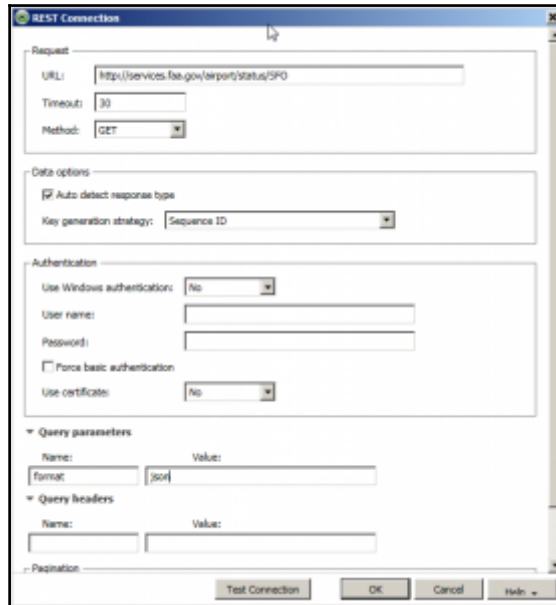 REST Connection
Request
URL: http://services.faa.gov/airport/status/SFO
Timeout: 30
Method: GET
Data options
Auto detect response type
Key generation strategy: Sequence ID
Authentication
Use Windows authentication: No
User name:
Password:
Force basic authentication
Use certificate: No
Query parameters
Name: Value:
format json
Query headers
Name: Value:
Pagination
Test Connection OK Cancel Help